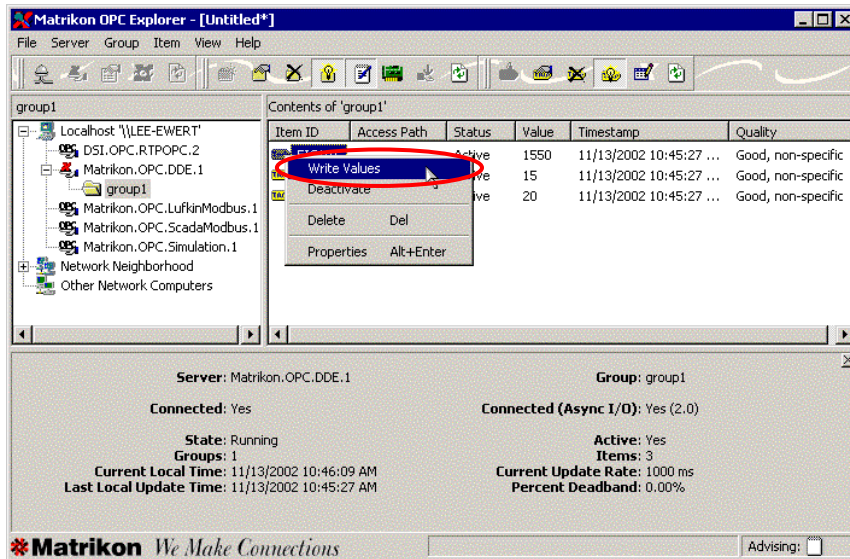 Matrikon OPC Explorer - [Untitled*]
File Server Group Item View Help
group1
Contents of 'group1'
Localhost '\\LEE-EWERT'
DSI.OPC.RTPOPC.2
Matrikon.OPC.DDE.1
group1
Matrikon.OPC.LufkinModbus.1
Matrikon.OPC.ScadaModbus.1
Matrikon.OPC.Simulation.1
Network Neighborhood
Other Network Computers
Item ID Access Path Status Value Timestamp Quality
Active 1550 11/13/2002 10:45:27 ... Good, non-specific
15 11/13/2002 10:45:27 ... Good, non-specific
20 11/13/2002 10:45:27 ... Good, non-specific
Write Values
Deactivate
Delete Del
Properties Alt+Enter
Server: Matrikon.OPC.DDE.1
Connected: Yes
State: Running
Groups: 1
Current Local Time: 11/13/2002 10:46:09 AM
Last Local Update Time: 11/13/2002 10:45:27 AM
Group: group1
Connected (Async I/O): Yes (2.0)
Active: Yes
Items: 3
Current Update Rate: 1000 ms
Percent Deadband: 0.00%
Matrikon We Make Connections
Advising: